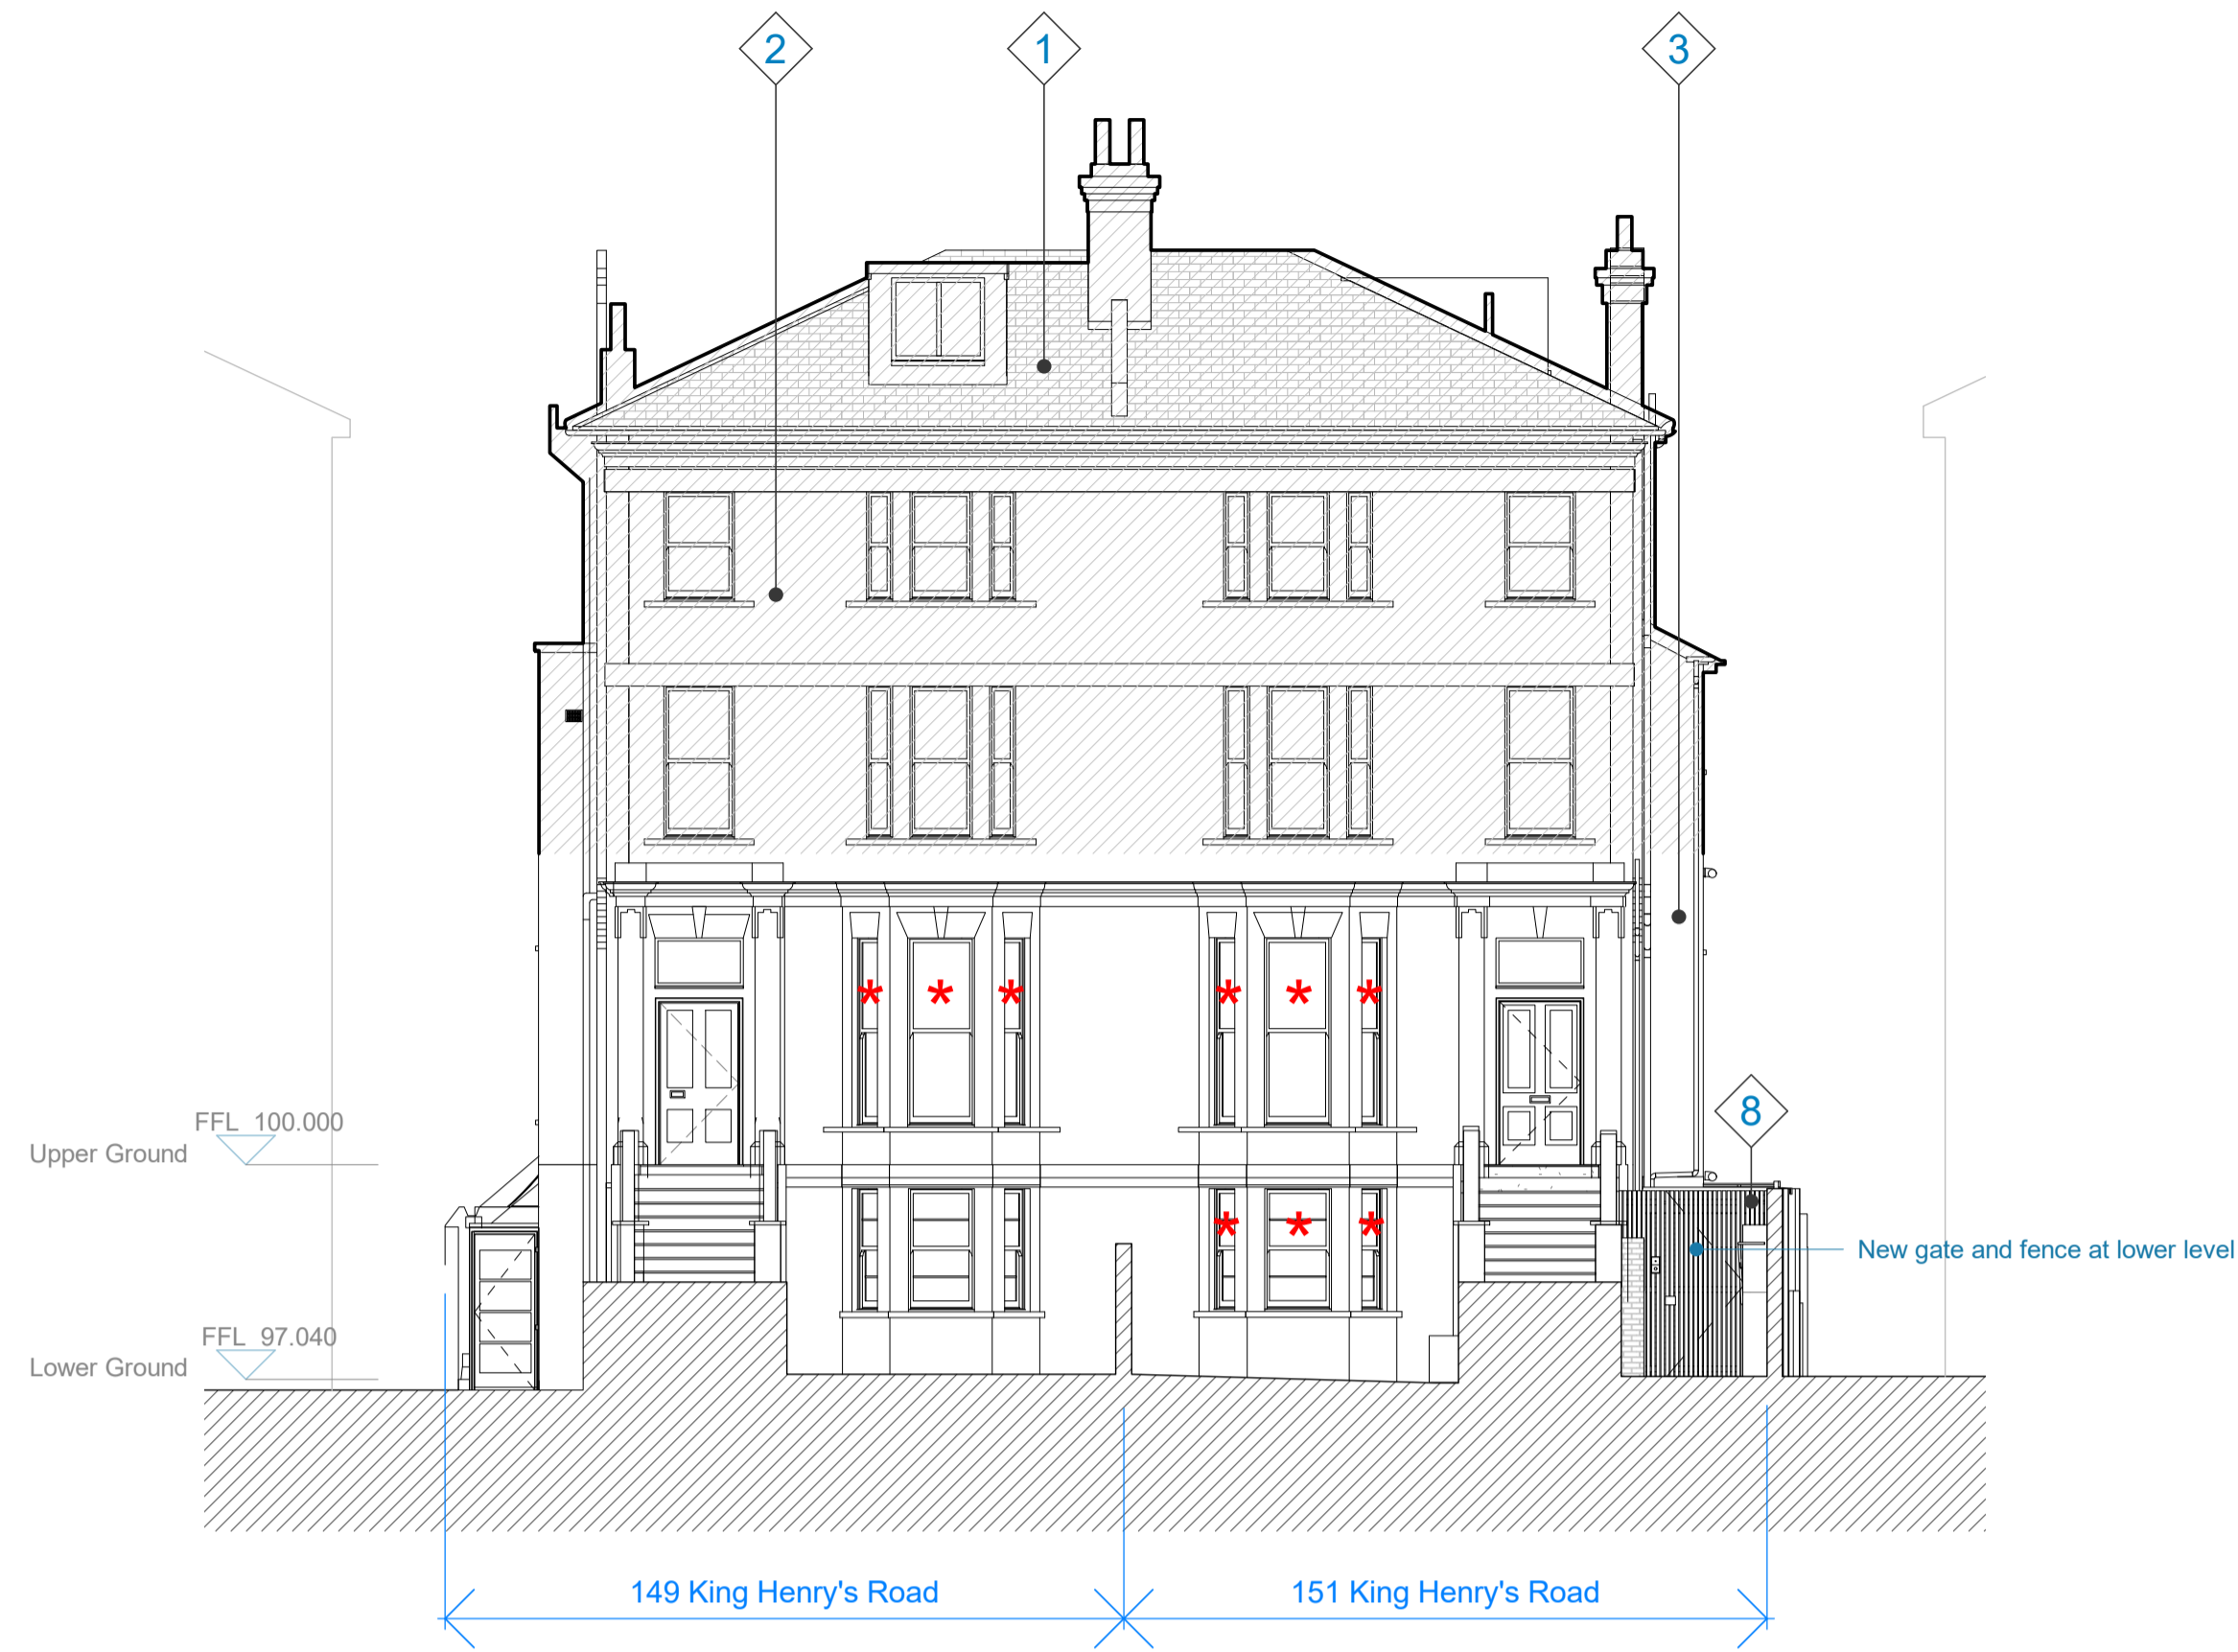 2
1
3
*
*
*
*
*
*
8
FFL 100.000
Upper Ground
*
*
*
New gate and fence at lower level
FFL 97.040
Lower Ground
149 King Henry's Road
151 King Henry's Road